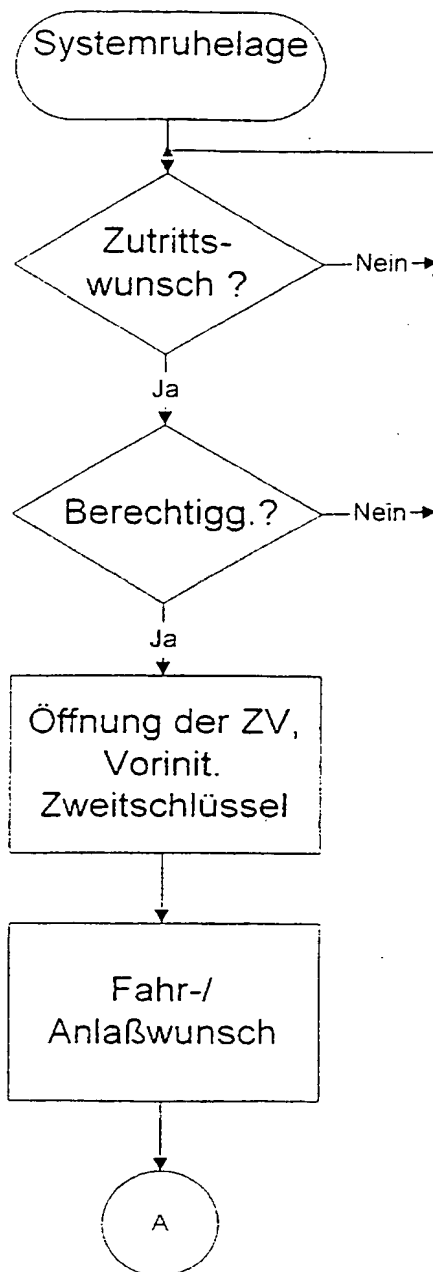 Systemruhelage
Zutritts-
wunsch ?
Nein
Ja
Berechtigg.?
Nein
Ja
Öffnung der ZV,
Vorinit.
Zweitschlüssel
Fahr-/
Anlaßwunsch
A